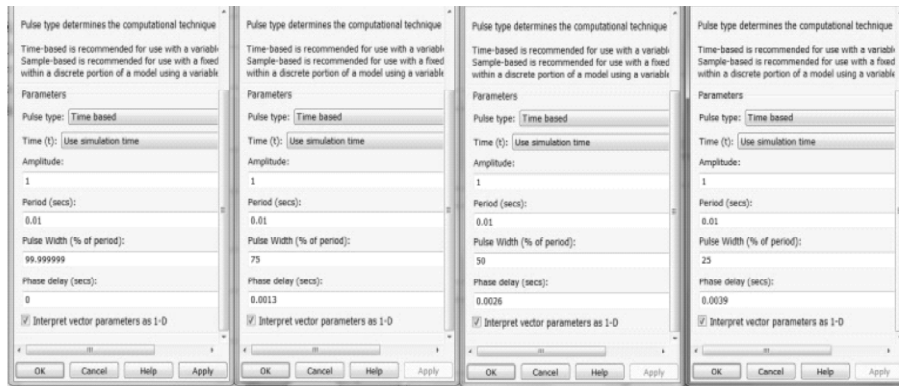 Pulse type determines the computational technique
Time-based is recommended for use with a variable
Sample-based is recommended for use with a fixed
within a discrete portion of a model using a variable
Parameters
Pulse type: Time based
Time (t): Use simulation time
Amplitude:
1
Period (secs):
0.01
Pulse Width (% of period):
99.999999
Phase delay (secs):
0
Interpret vector parameters as 1-D
OK Cancel Help Apply
Pulse type determines the computational technique
Time-based is recommended for use with a variable
Sample-based is recommended for use with a fixed
within a discrete portion of a model using a variable
Parameters
Pulse type: Time based
Time (t): Use simulation time
Amplitude:
1
Period (secs):
0.01
Pulse Width (% of period):
75
Phase delay (secs):
0.0013
Interpret vector parameters as 1-D
OK Cancel Help Apply
Pulse type determines the computational technique
Time-based is recommended for use with a variable
Sample-based is recommended for use with a fixed
within a discrete portion of a model using a variable
Parameters
Pulse type: Time based
Time (t): Use simulation time
Amplitude:
1
Period (secs):
0.01
Pulse Width (% of period):
50
Phase delay (secs):
0.0026
Interpret vector parameters as 1-D
OK Cancel Help Apply
Pulse type determines the computational technique
Time-based is recommended for use with a variable
Sample-based is recommended for use with a fixed
within a discrete portion of a model using a variable
Parameters
Pulse type: Time based
Time (t): Use simulation time
Amplitude:
1
Period (secs):
0.01
Pulse Width (% of period):
25
Phase delay (secs):
0.0039
Interpret vector parameters as 1-D
OK Cancel Help Apply